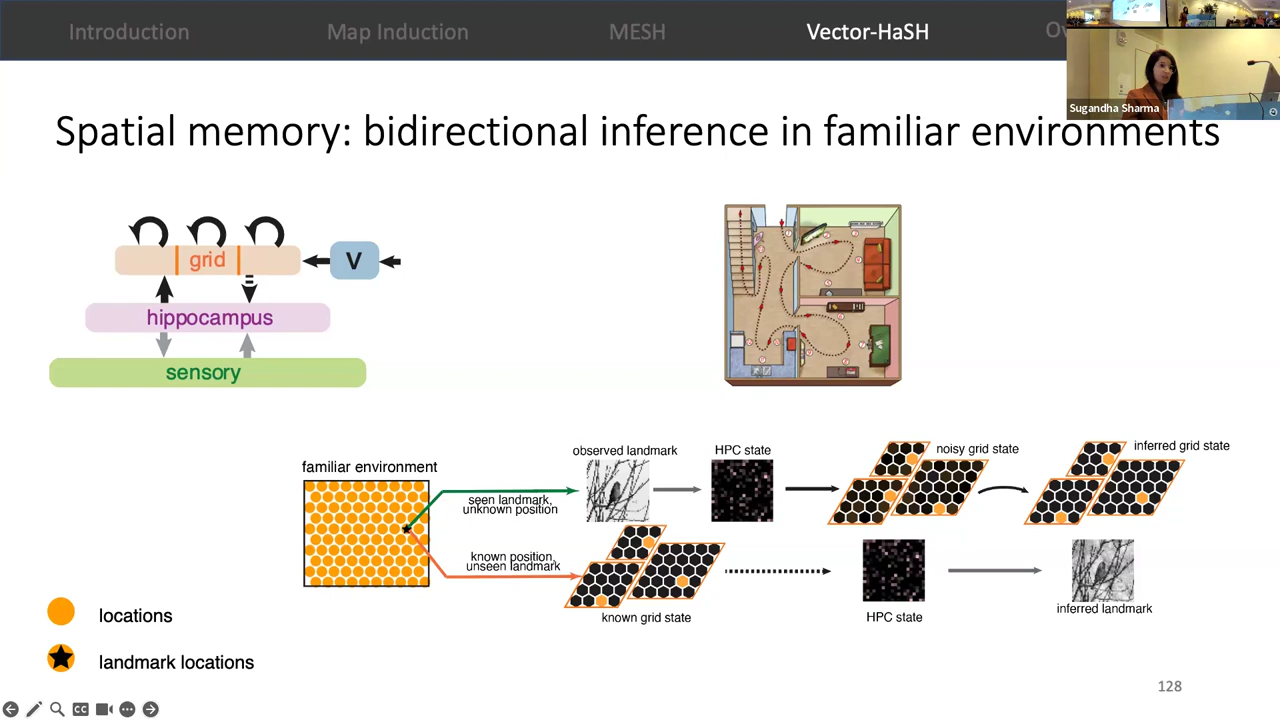 Introduction
Map Induction
MESH
Vector-HaSH
Sugandha Sharma
Spatial memory: bidirectional inference in familiar environments
grid
V
hippocampus
sensory
familiar environment
seen landmark,
unknown position
known position,
unseen landmark
observed landmark
HPC state
noisy grid state
inferred grid state
known grid state
HPC state
inferred landmark
locations
landmark locations
128
CC